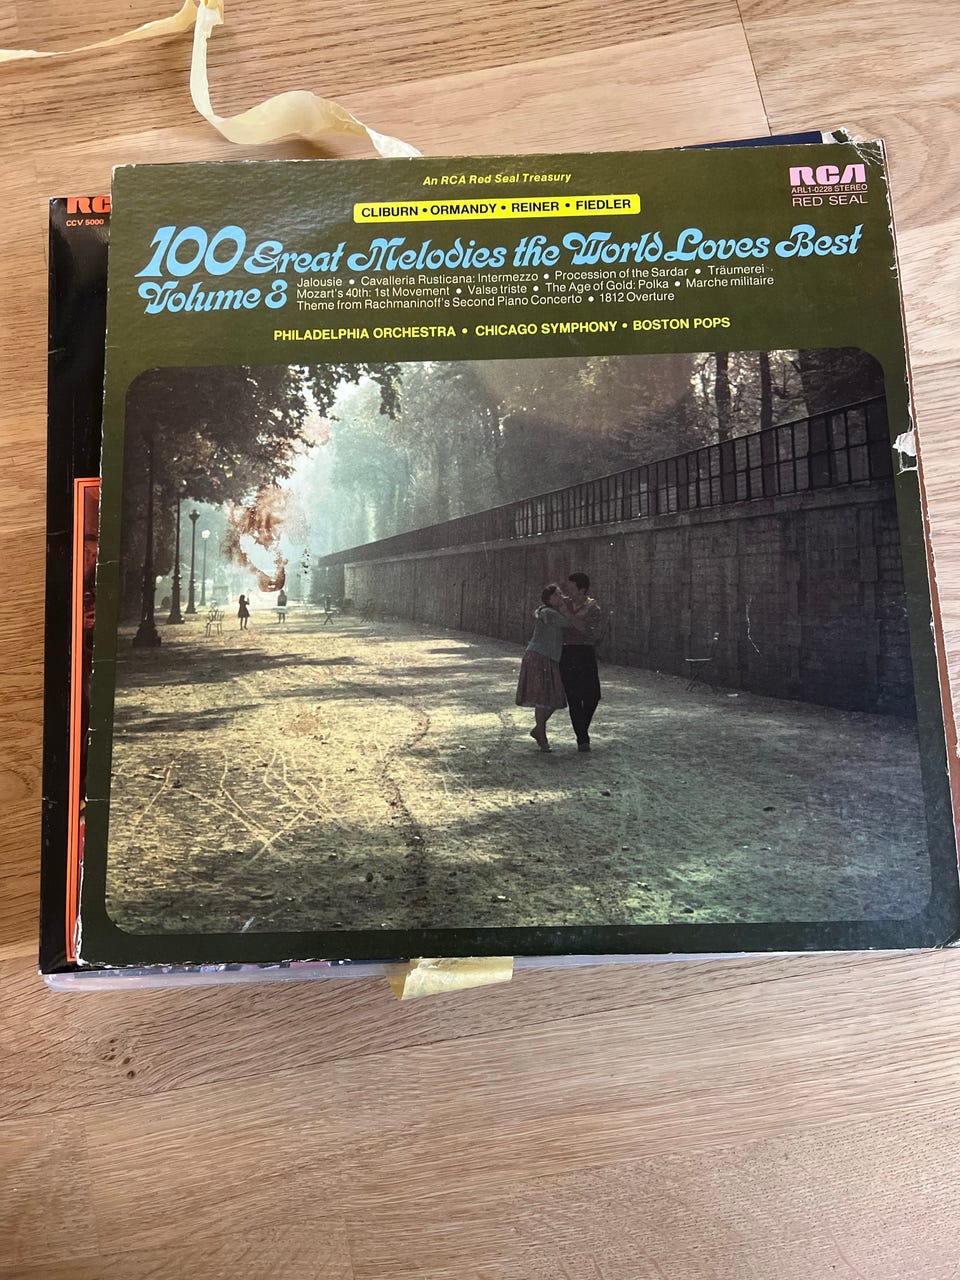 An RCA Red Seal Treasury
RCA
ARL1-0228 STEREO
RED SEAL
CLIBURN • ORMANDY • REINER • FIEDLER
100 Great Melodies the World Loves Best
Volume 8
Jalousie • Cavalleria Rusticana: Intermezzo • Procession of the Sardar • Träumerei
Mozart's 40th: 1st Movement • Valse triste • The Age of Gold: Polka • Marche militaire
Theme from Rachmaninoff's Second Piano Concerto • 1812 Overture
PHILADELPHIA ORCHESTRA • CHICAGO SYMPHONY • BOSTON POPS
RC
CCV 5000